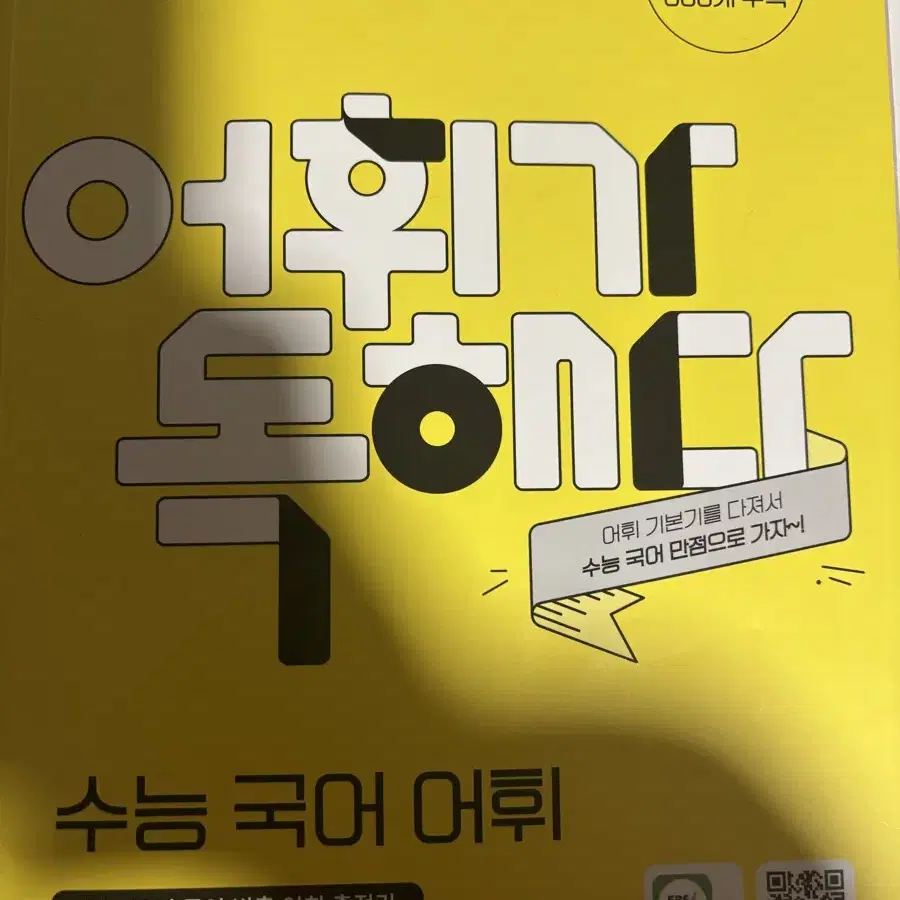 어휘가
독해다
어휘 기본기를 다져서
수능 국어 만점으로 가자~!
수능 국어 어휘
EBS i